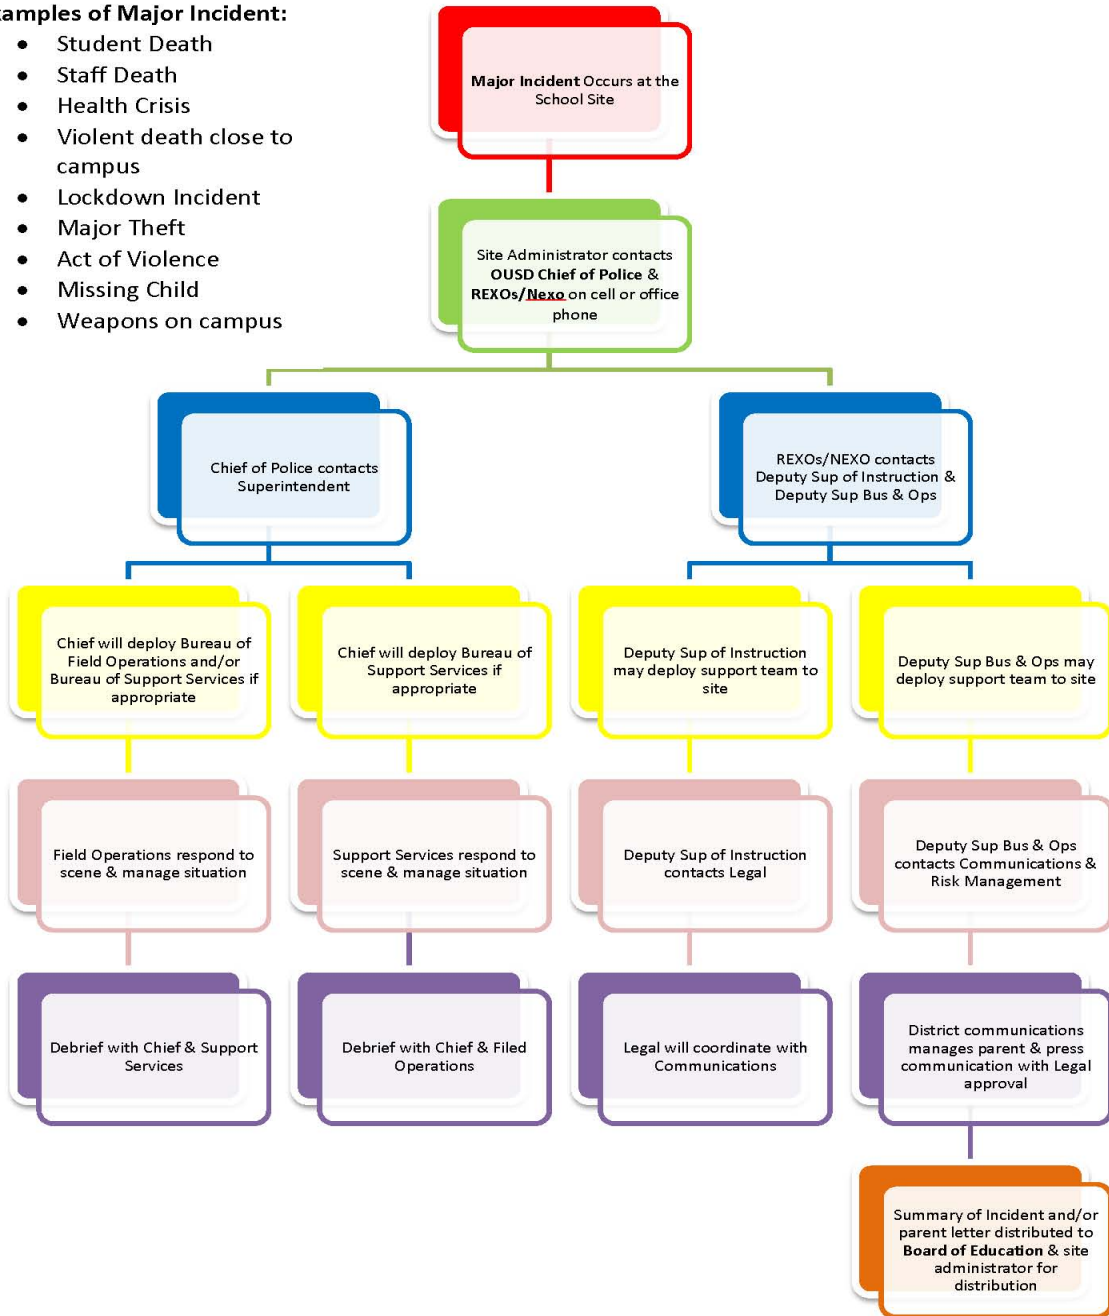 xamples of Major Incident:
• Student Death
• Staff Death
• Health Crisis
• Violent death close to
campus
• Lockdown Incident
• Major Theft
• Act of Violence
• Missing Child
• Weapons on campus
Major Incident Occurs at the
School Site
Site Administrator contacts
OUSD Chief of Police &
REXOs/Nexo on cell or office
phone
Chief of Police contacts
Superintendent
REXOs/NEXO contacts
Deputy Sup of Instruction &
Deputy Sup Bus & Ops
Chief will deploy Bureau of
Field Operations and/or
Bureau of Support Services if
appropriate
Chief will deploy Bureau of
Support Services if
appropriate
Deputy Sup of Instruction
may deploy support team to
site
Deputy Sup Bus & Ops may
deploy support team to site
Field Operations respond to
scene & manage situation
Support Services respond to
scene & manage situation
Deputy Sup of Instruction
contacts Legal
Deputy Sup Bus & Ops
contacts Communications &
Risk Management
Debrief with Chief & Support
Services
Debrief with Chief & Filed
Operations
Legal will coordinate with
Communications
District communications
manages parent & press
communication with Legal
approval
Summary of Incident and/or
parent letter distributed to
Board of Education & site
administrator for
distribution